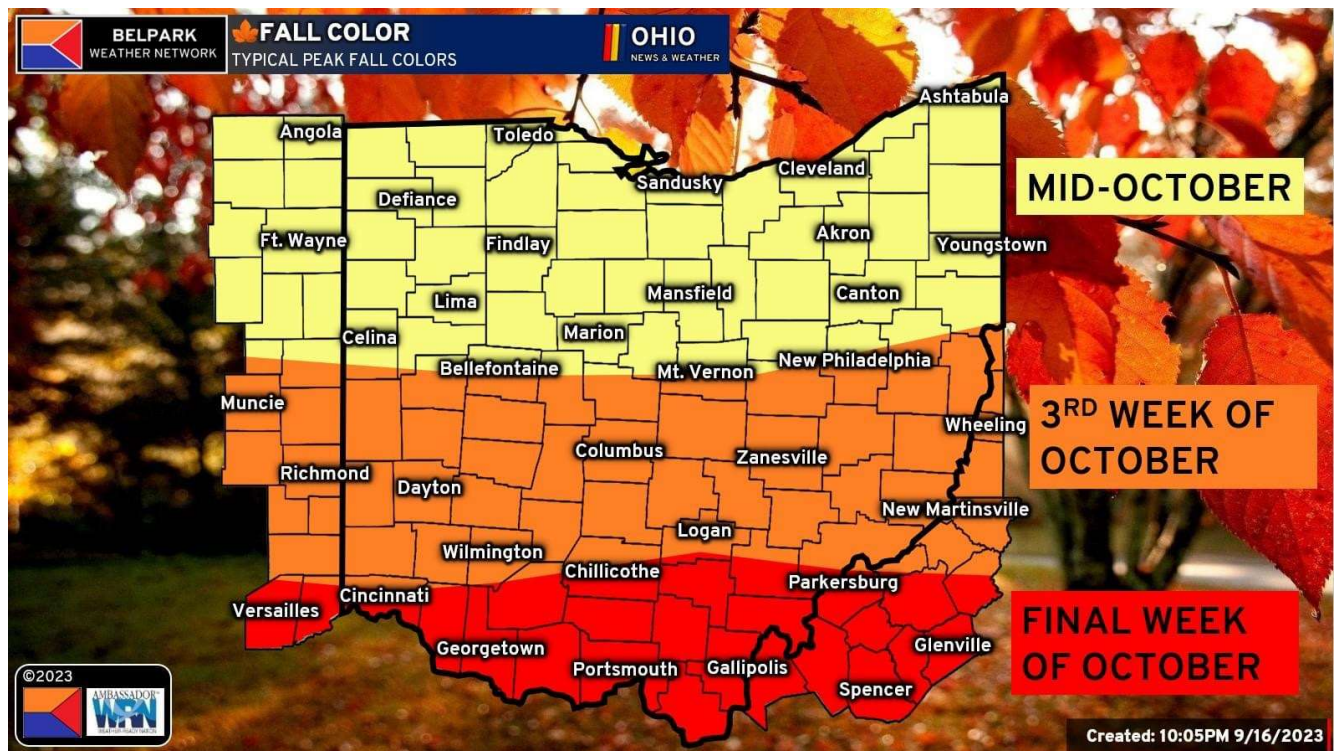 BELPARK
WEATHER NETWORK
FALL COLOR
TYPICAL PEAK FALL COLORS
OHIO
NEWS & WEATHER
Ashtabula
Angola
Toledo
Cleveland
Sandusky
MID-OCTOBER
Defiance
Akron
Ft. Wayne
Findlay
Youngstown
Lima
Mansfield
Canton
Celina
Marion
Bellefontaine
Mt. Vernon
New Philadelphia
Muncie
Wheeling
3RD WEEK OF
OCTOBER
Columbus
Zanesville
Richmond
Dayton
New Martinsville
Logan
Wilmington
Chillicothe
Parkersburg
Versailles
Cincinnati
FINAL WEEK
OF OCTOBER
Georgetown
Glenville
Portsmouth
Gallipolis
Spencer
©2023
AMBASSADOR
WRN
WEATHER-READY NATION
Created: 10:05PM 9/16/2023